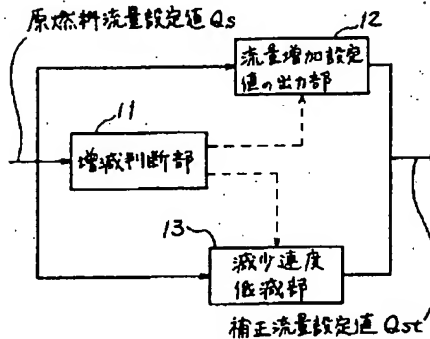 原燃料流量設定値Qs
12
流量増加設定
値の出力部
11
増減判断部
13
減少速度
低減部
補正流量設定値Qst